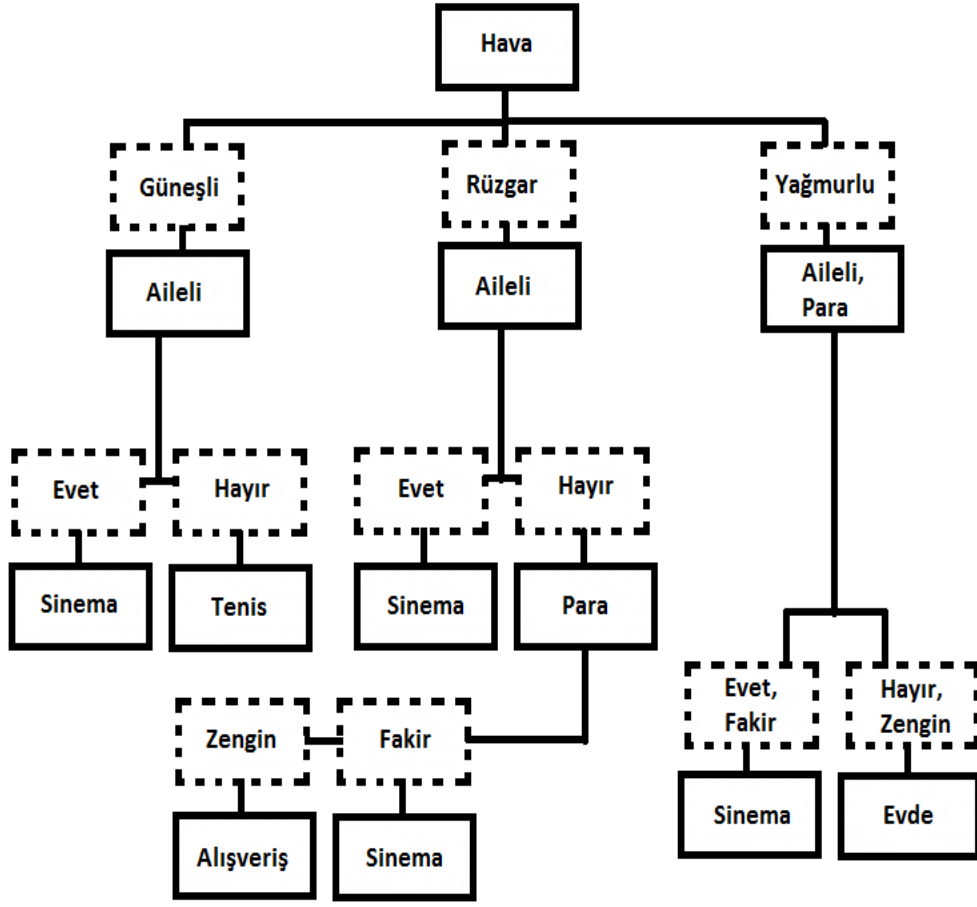 Hava
Güneşli
Rüzgar
Yağmurlu
Aileli
Aileli
Aileli,
Para
Evet
Hayır
Evet
Hayır
Sinema
Tenis
Sinema
Para
Evet,
Fakir
Hayır,
Zengin
Zengin
Fakir
Sinema
Evde
Alışveriş
Sinema